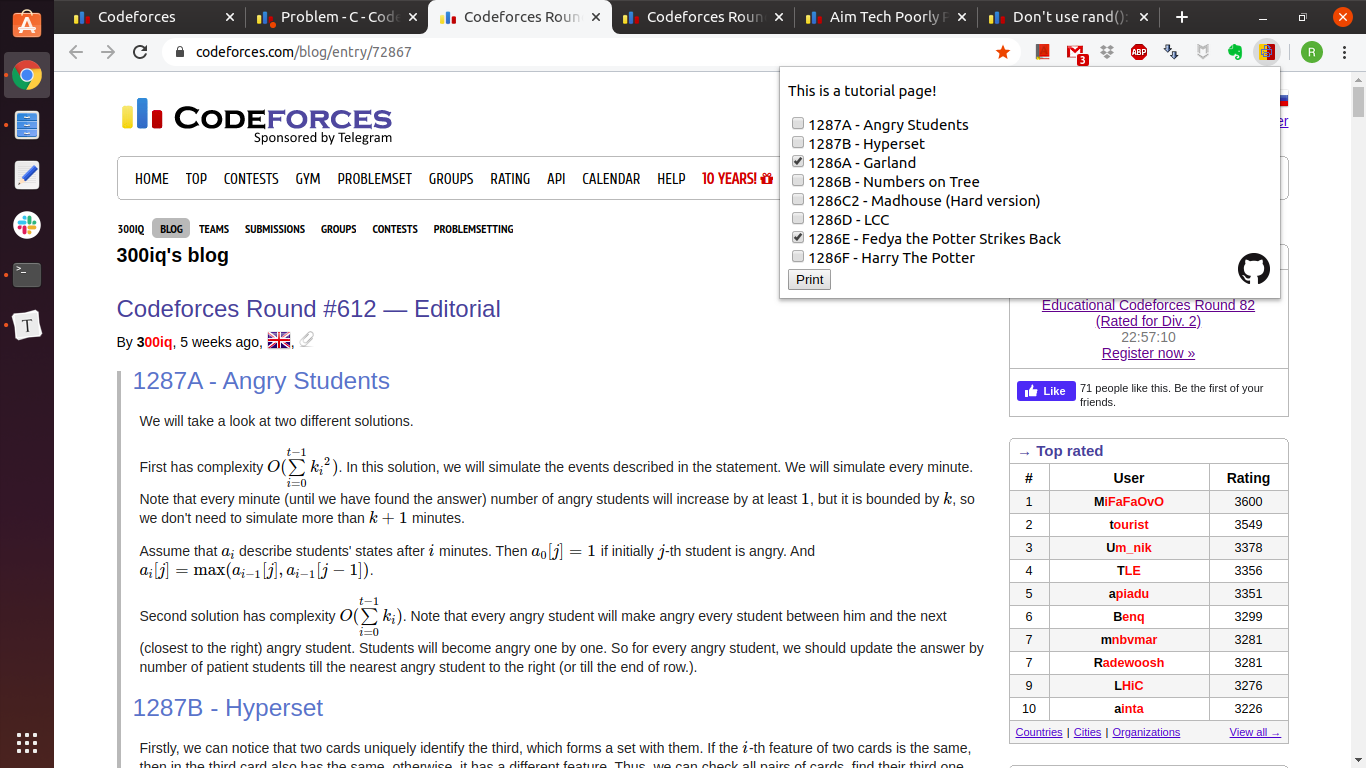 Codeforces
Problem - C - Code
Codeforces Roun
Codeforces Roun
Aim Tech Poorly P
Don't use rand():
codeforces.com/blog/entry/72867
3
ABP
R
This is a tutorial page!
1287A - Angry Students
1287B - Hyperset
1286A - Garland
1286B - Numbers on Tree
1286C2 - Madhouse (Hard version)
1286D - LCC
1286E - Fedya the Potter Strikes Back
1286F - Harry The Potter
Print
CODEFORCES
Sponsored by Telegram
er
HOME TOP CONTESTS GYM PROBLEMSET GROUPS RATING API CALENDAR HELP 10 YEARS!
300IQ BLOG TEAMS SUBMISSIONS GROUPS CONTESTS PROBLEMSETTING
300iq's blog
Codeforces Round #612 — Editorial
By 300iq, 5 weeks ago, ,
1287A - Angry Students
We will take a look at two different solutions.
First has complexity O(∑_{i=0}^{t−1} k_i^2). In this solution, we will simulate the events described in the statement. We will simulate every minute.
Note that every minute (until we have found the answer) number of angry students will increase by at least 1, but it is bounded by k, so
we don't need to simulate more than k + 1 minutes.
Assume that a_i describe students' states after i minutes. Then a_0[j] = 1 if initially j-th student is angry. And
a_i[j] = max(a_{i−1}[j], a_{i−1}[j − 1]).
Second solution has complexity O(∑_{i=0}^{t−1} k_i). Note that every angry student will make angry every student between him and the next
(closest to the right) angry student. Students will become angry one by one. So for every angry student, we should update the answer by
number of patient students till the nearest angry student to the right (or till the end of row.).
1287B - Hyperset
Firstly, we can notice that two cards uniquely identify the third, which forms a set with them. If the i-th feature of two cards is the same,
then in the third card also has the same, otherwise, it has a different feature. Thus, we can check all pairs of cards, find their third one,
Educational Codeforces Round 82
(Rated for Div. 2)
22:57:10
Register now »
Like
71 people like this. Be the first of your
friends.
→ Top rated
# User Rating
1 MiFaFaOvO 3600
2 tourist 3549
3 Um_nik 3378
4 TLE 3356
5 apiadu 3351
6 Benq 3299
7 mnbvmar 3281
7 Radewoosh 3281
9 LHiC 3276
10 ainta 3226
Countries | Cities | Organizations
View all →